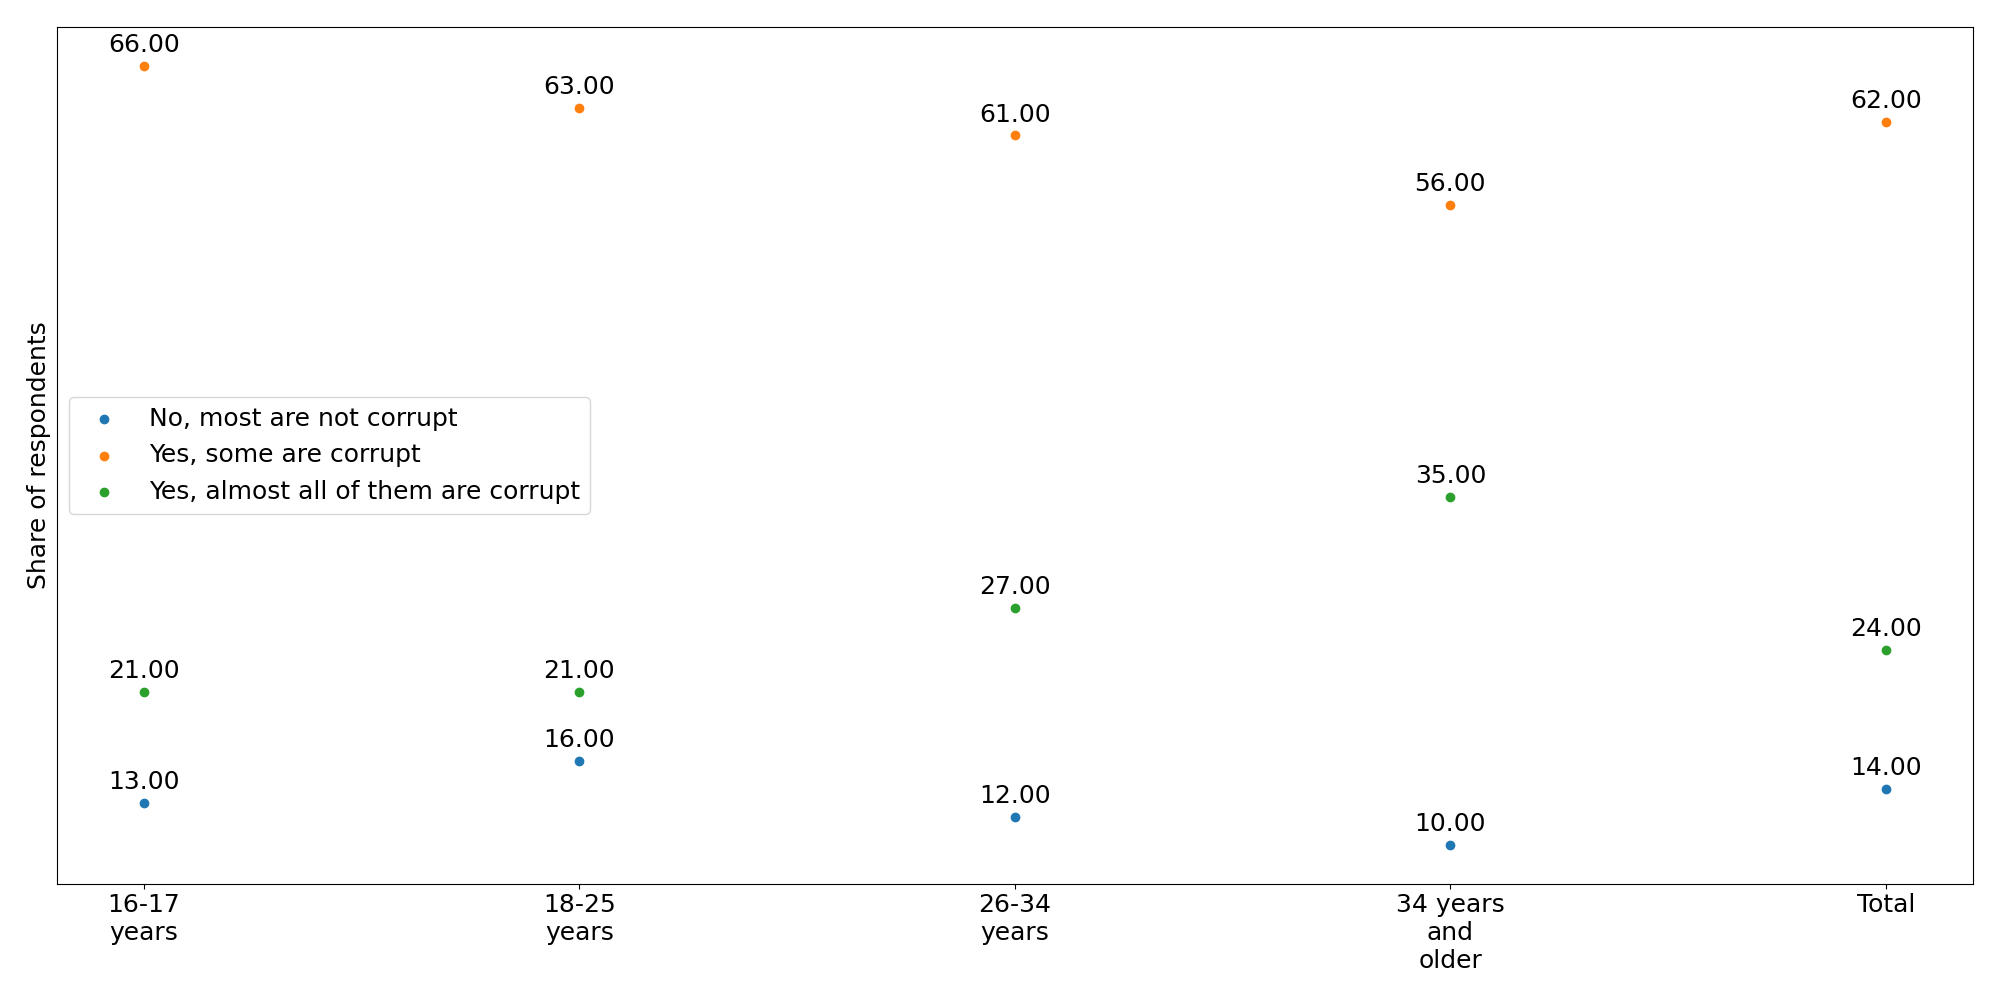 66.00
63.00
61.00
56.00
62.00
Share of respondents
No, most are not corrupt
Yes, some are corrupt
Yes, almost all of them are corrupt
35.00
27.00
24.00
21.00
21.00
16.00
13.00
12.00
10.00
14.00
16-17
years
18-25
years
26-34
years
34 years
and
older
Total